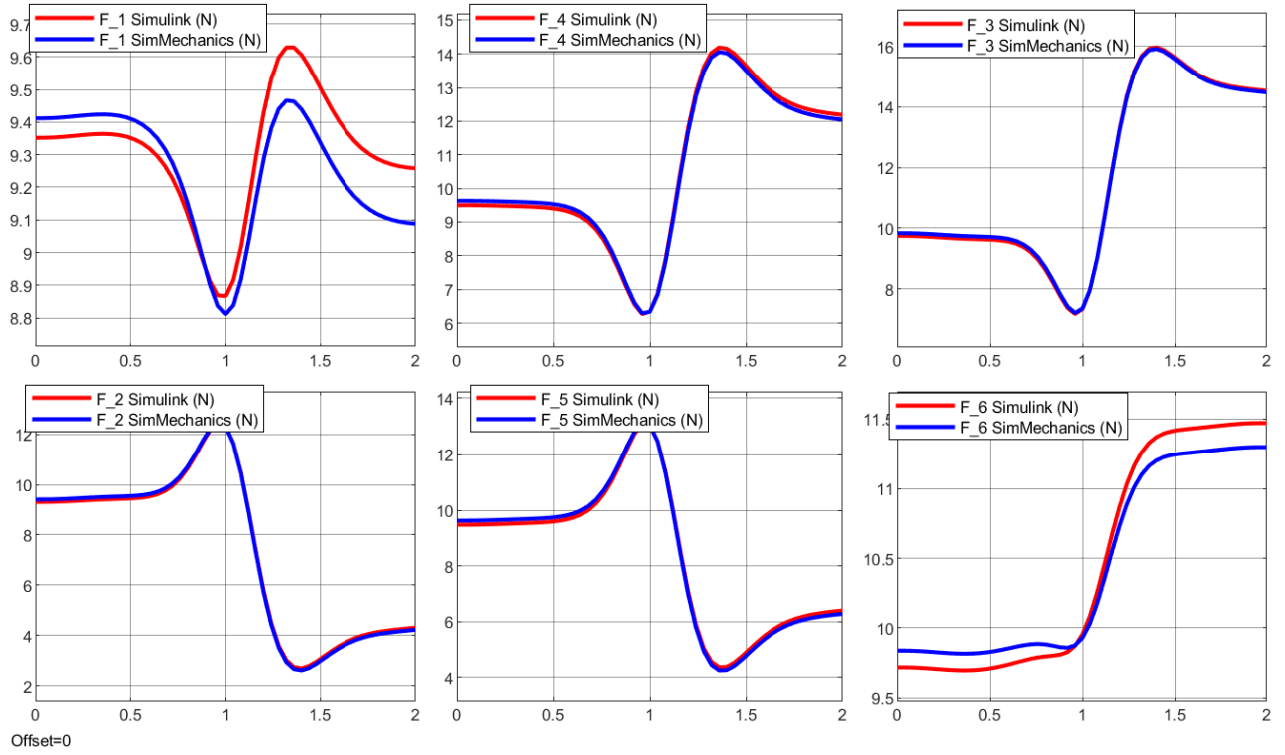 F_1 Simulink (N)
F_1 SimMechanics (N)
9.7
9.6
9.5
9.4
9.3
9.2
9.1
9
8.9
8.8
0 0.5 1 1.5 2
F_4 Simulink (N)
F_4 SimMechanics (N)
15
14
13
12
11
10
9
8
7
6
0 0.5 1 1.5 2
F_3 Simulink (N)
F_3 SimMechanics (N)
16
14
12
10
8
0 0.5 1 1.5 2
F_2 Simulink (N)
F_2 SimMechanics (N)
12
10
8
6
4
2
0 0.5 1 1.5 2
F_5 Simulink (N)
F_5 SimMechanics (N)
14
12
10
8
6
4
0 0.5 1 1.5 2
F_6 Simulink (N)
F_6 SimMechanics (N)
11.5
11
10.5
10
9.5
0 0.5 1 1.5 2
Offset=0